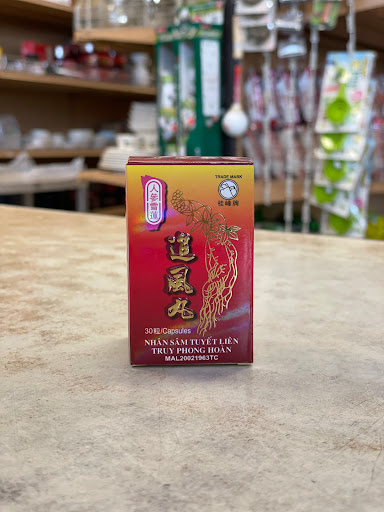 人參雪蓮
TRADE MARK
追風丸
30粒/Capsules
NHÂN SÂM TUYẾT LIÊN
TRUY PHONG HOÀN
MAL20021963TC